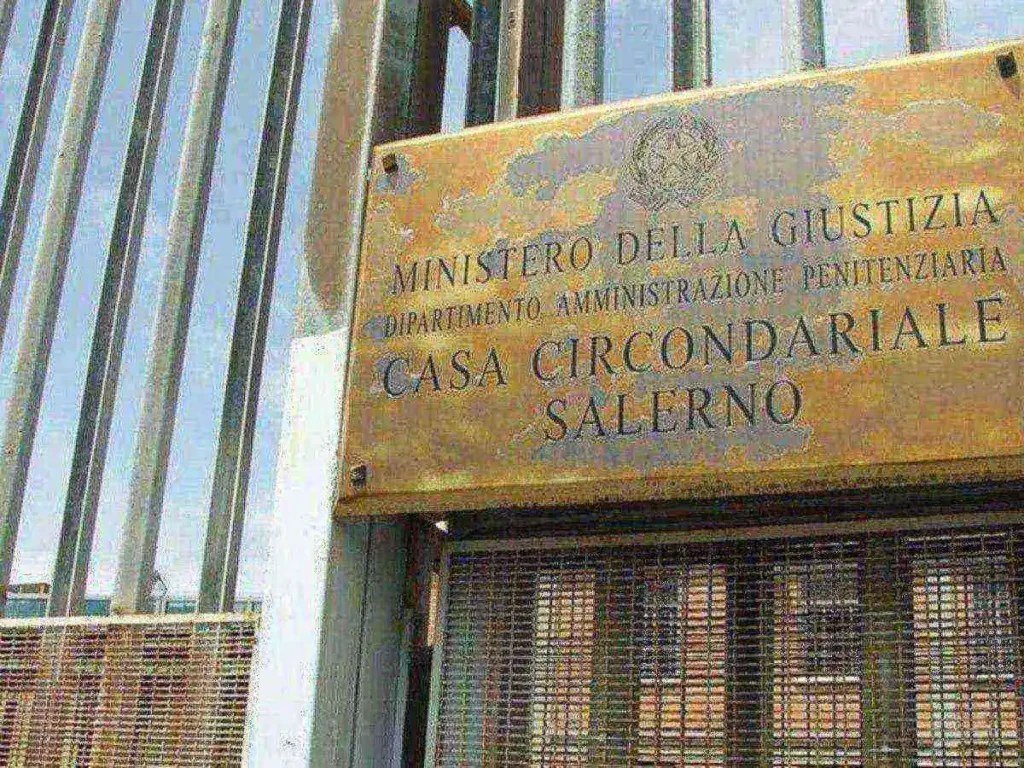 MINISTERO DELLA GIUSTIZIA
DIPARTIMENTO AMMINISTRAZIONE PENITENZIARIA
CASA CIRCONDARIALE
SALERNO